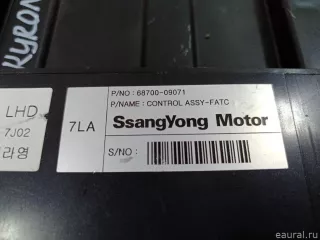 KYRON
P/NO : 68700-09071
P/NAME : CONTROL ASSY-FATC
LHD
7J02
라영
7LA
SsangYong Motor
S/NO :
eaural.ru